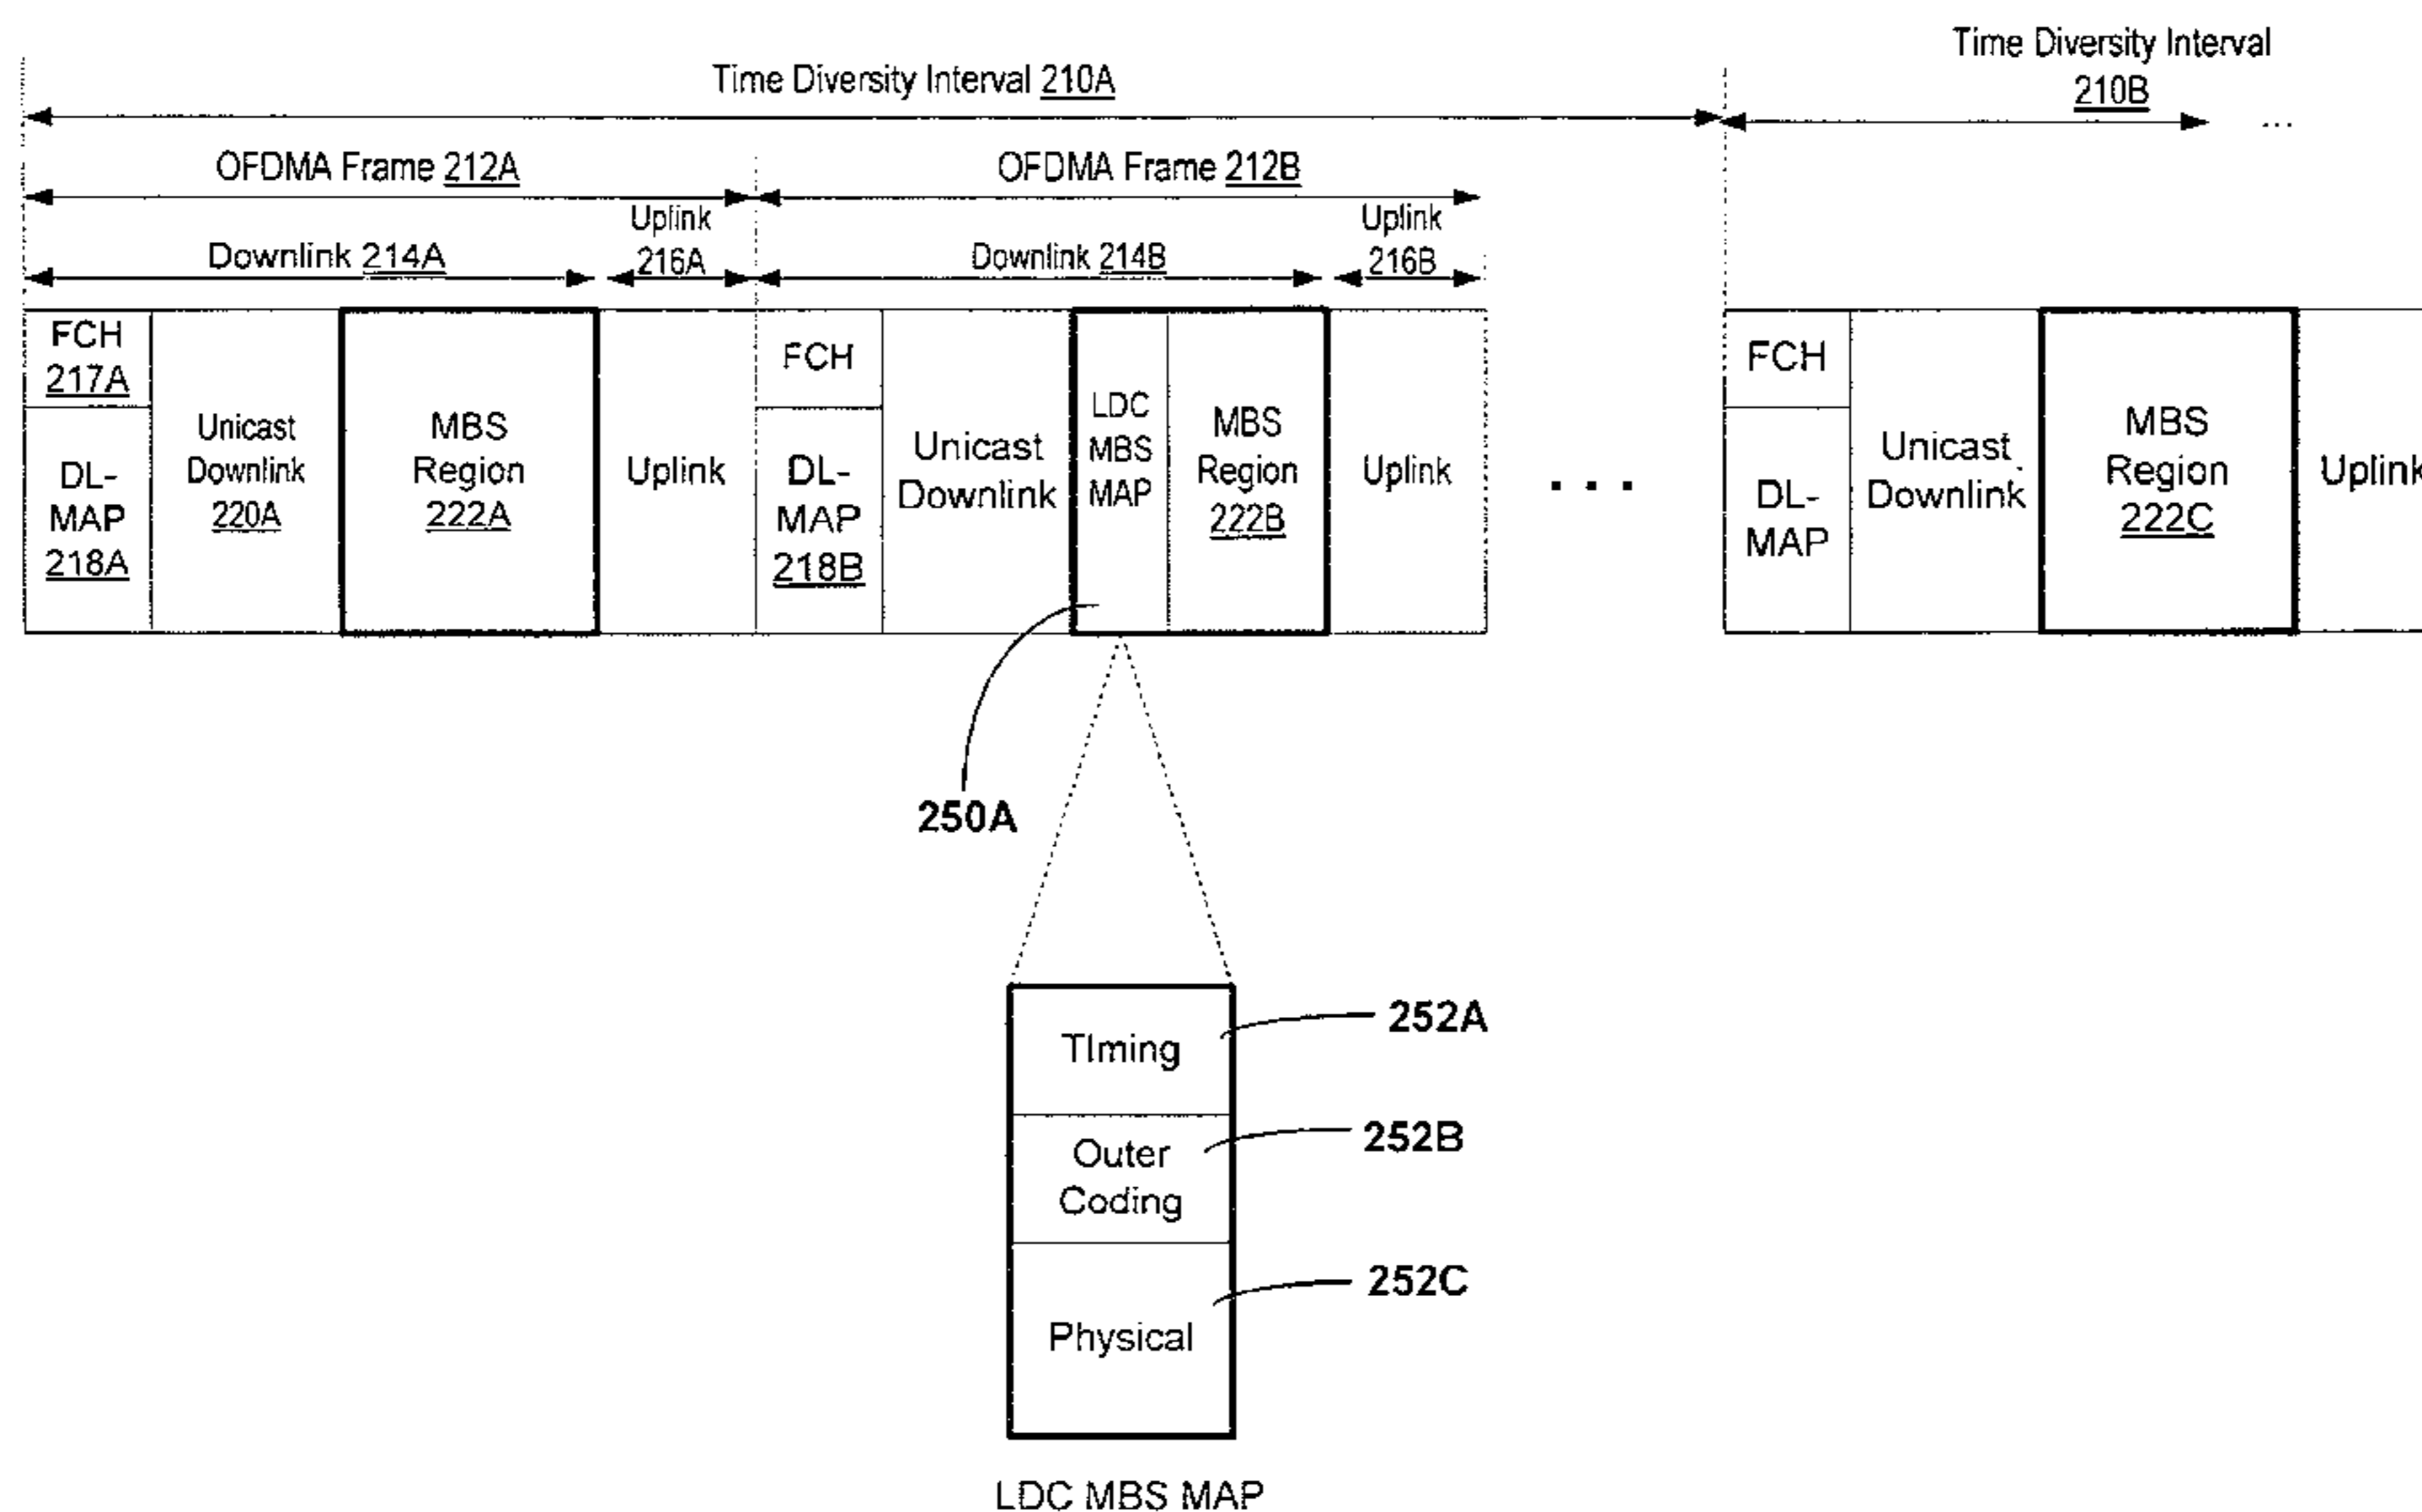 Time Diversity Interval 210A
Time Diversity Interval
210B
...
OFDMA Frame 212A
OFDMA Frame 212B
Downlink 214A
Uplink
216A
Downlink 214B
Uplink
216B
FCH
217A
DL-
MAP
218A
Unicast
Downlink
220A
MBS
Region
222A
Uplink
FCH
DL-
MAP
218B
Unicast
Downlink
LDC
MBS
MAP
MBS
Region
222B
Uplink
. . .
FCH
DL-
MAP
Unicast
Downlink
MBS
Region
222C
Uplink
250A
TIming
252A
Outer
Coding
252B
Physical
252C
LDC MBS MAP